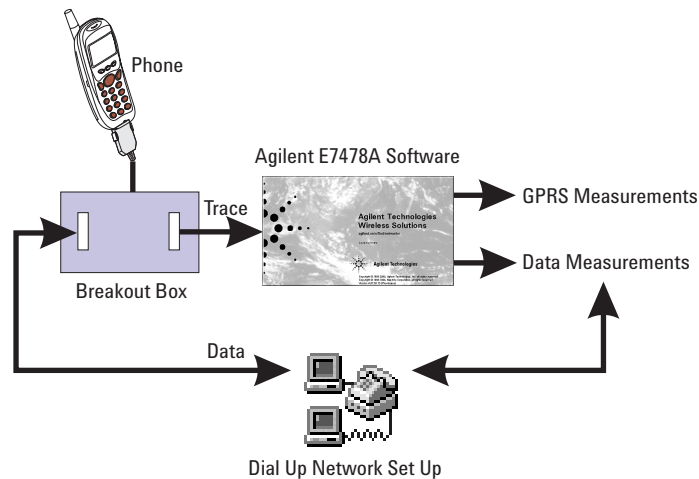 Phone
Agilent E7478A Software
Trace
GPRS Measurements
Agilent Technologies
Wireless Solutions
Agilent Technologies
Data Measurements
Breakout Box
Data
Dial Up Network Set Up